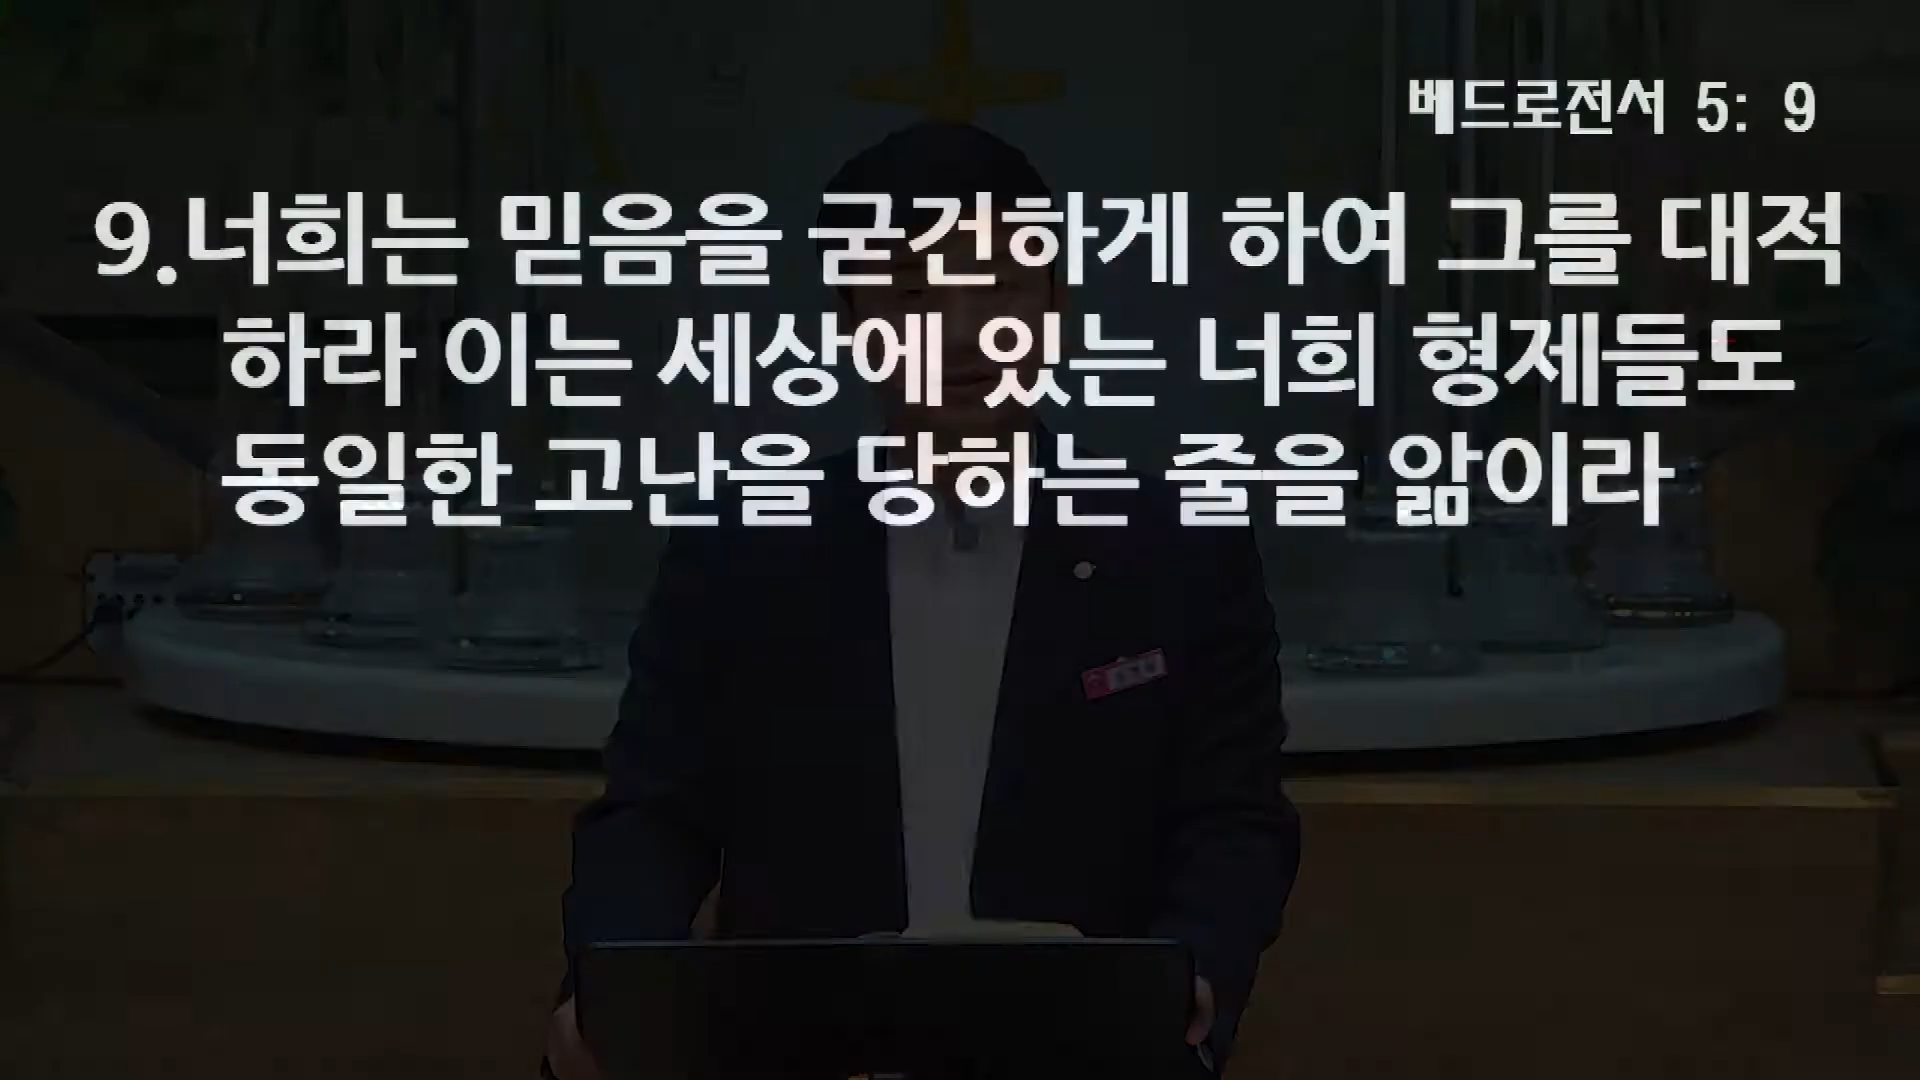 베드로전서 5: 9
9.너희는 믿음을 굳건하게 하여 그를 대적
하라 이는 세상에 있는 너희 형제들도
동일한 고난을 당하는 줄을 앎이라